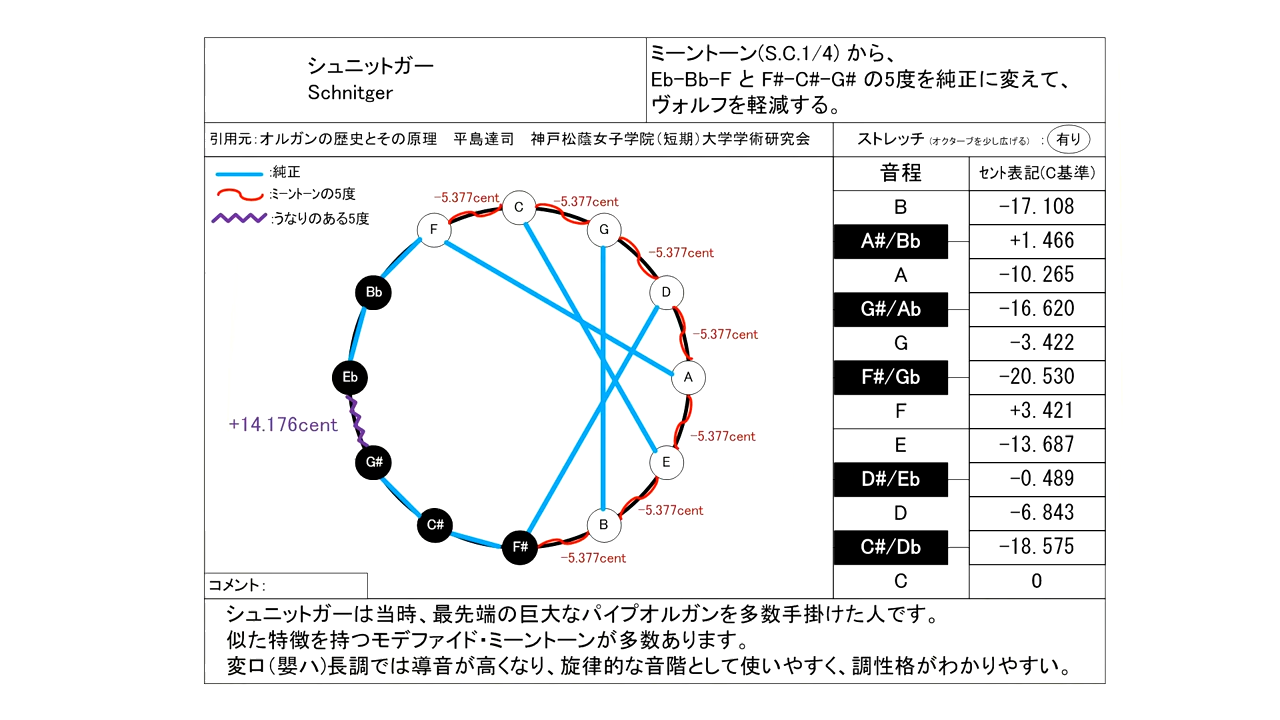 シュニットガー
Schnitger
ミーントーン(S.C.1/4) から、
Eb-Bb-F と F#-C#-G# の5度を純正に変えて、
ヴォルフを軽減する。
引用元：オルガンの歴史とその原理　平島達司　神戸松蔭女子学院（短期）大学学術研究会
ストレッチ（オクターブを少し広げる）：有り
:純正
:ミーントーンの5度
:うなりのある5度
音程 セント表記(C基準)
B -17.108
A#/Bb +1.466
A -10.265
G#/Ab -16.620
G -3.422
F#/Gb -20.530
F +3.421
E -13.687
D#/Eb -0.489
D -6.843
C#/Db -18.575
C 0
-5.377cent
C
-5.377cent
F
G
-5.377cent
Bb
D
-5.377cent
Eb
A
+14.176cent
-5.377cent
G#
E
-5.377cent
C#
B
F#
-5.377cent
コメント：
シュニットガーは当時、最先端の巨大なパイプオルガンを多数手掛けた人です。
似た特徴を持つモデファイド・ミーントーンが多数あります。
変ロ（嬰ハ）長調では導音が高くなり、旋律的な音階として使いやすく、調性格がわかりやすい。